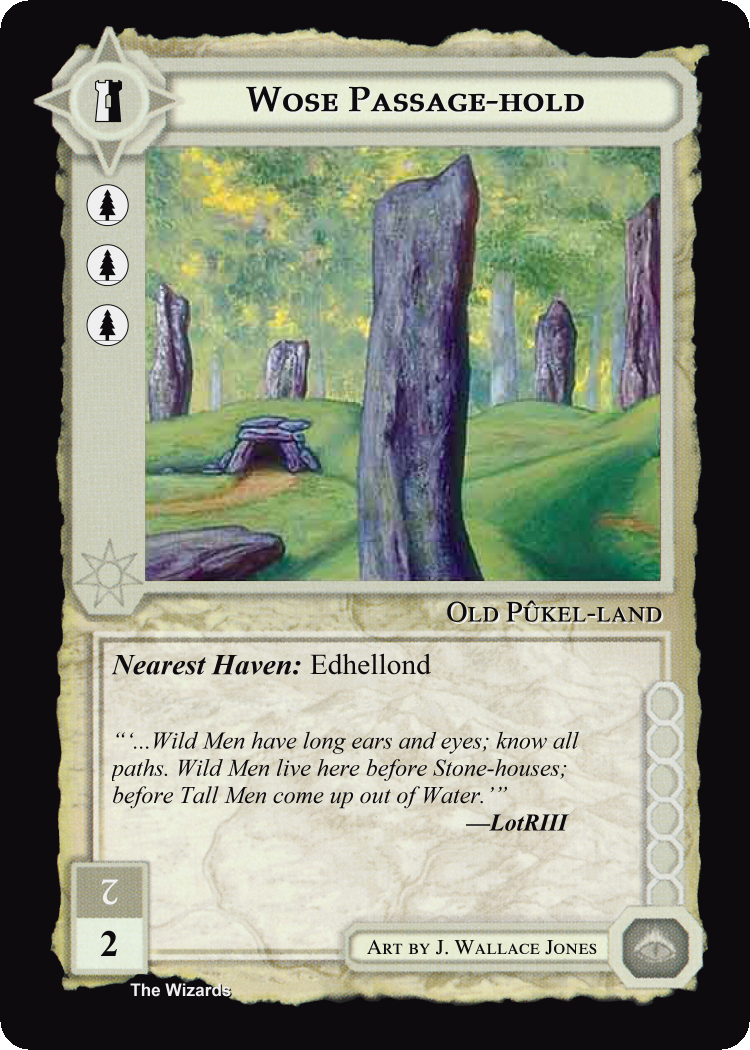 Wose Passage-hold
Old Pûkel-land
Nearest Haven: Edhellond
“‘...Wild Men have long ears and eyes; know all
paths. Wild Men live here before Stone-houses;
before Tall Men come up out of Water.’”
—LotRIII
2
Art by J. Wallace Jones
The Wizards